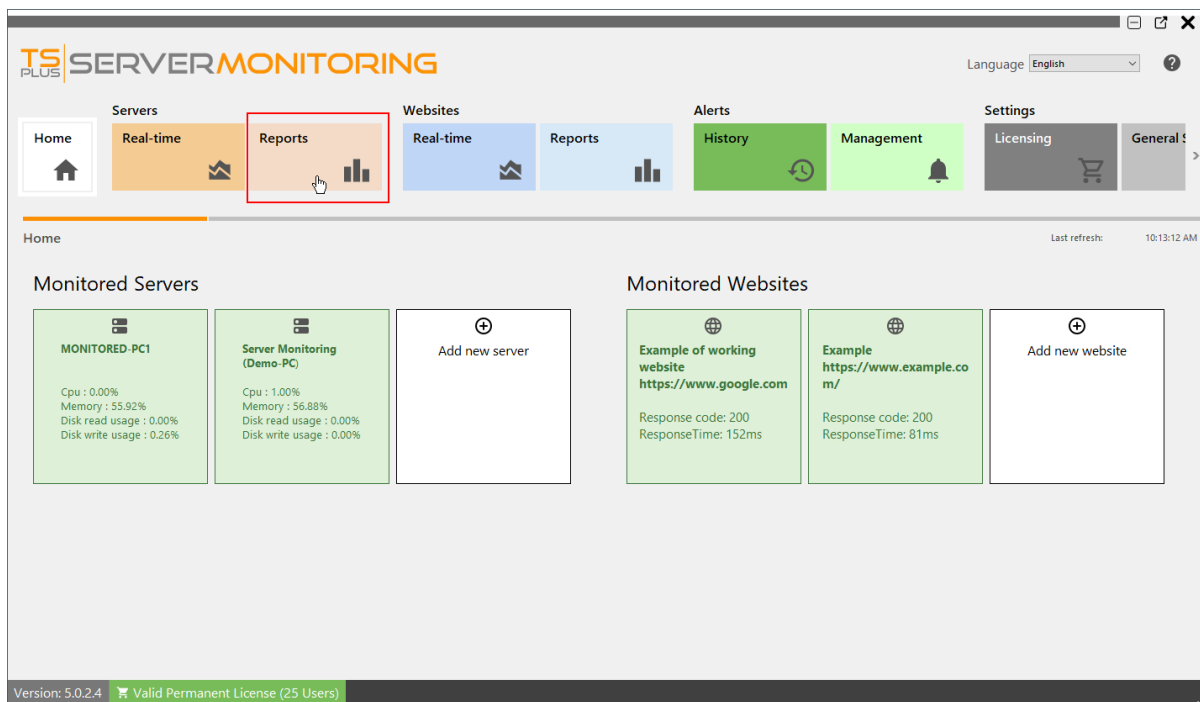 TS PLUS SERVERMONITORING
Language English
Servers
Websites
Alerts
Settings
Home
Real-time
Reports
Real-time
Reports
History
Management
Licensing
General S
Home
Last refresh: 10:13:12 AM
Monitored Servers
MONITORED-PC1
Cpu : 0.00%
Memory : 55.92%
Disk read usage : 0.00%
Disk write usage : 0.26%
Server Monitoring
(Demo-PC)
Cpu : 1.00%
Memory : 56.88%
Disk read usage : 0.00%
Disk write usage : 0.00%
Add new server
Monitored Websites
Example of working
website
https://www.google.com
Response code: 200
ResponseTime: 152ms
Example
https://www.example.co
m/
Response code: 200
ResponseTime: 81ms
Add new website
Version: 5.0.2.4
Valid Permanent License (25 Users)